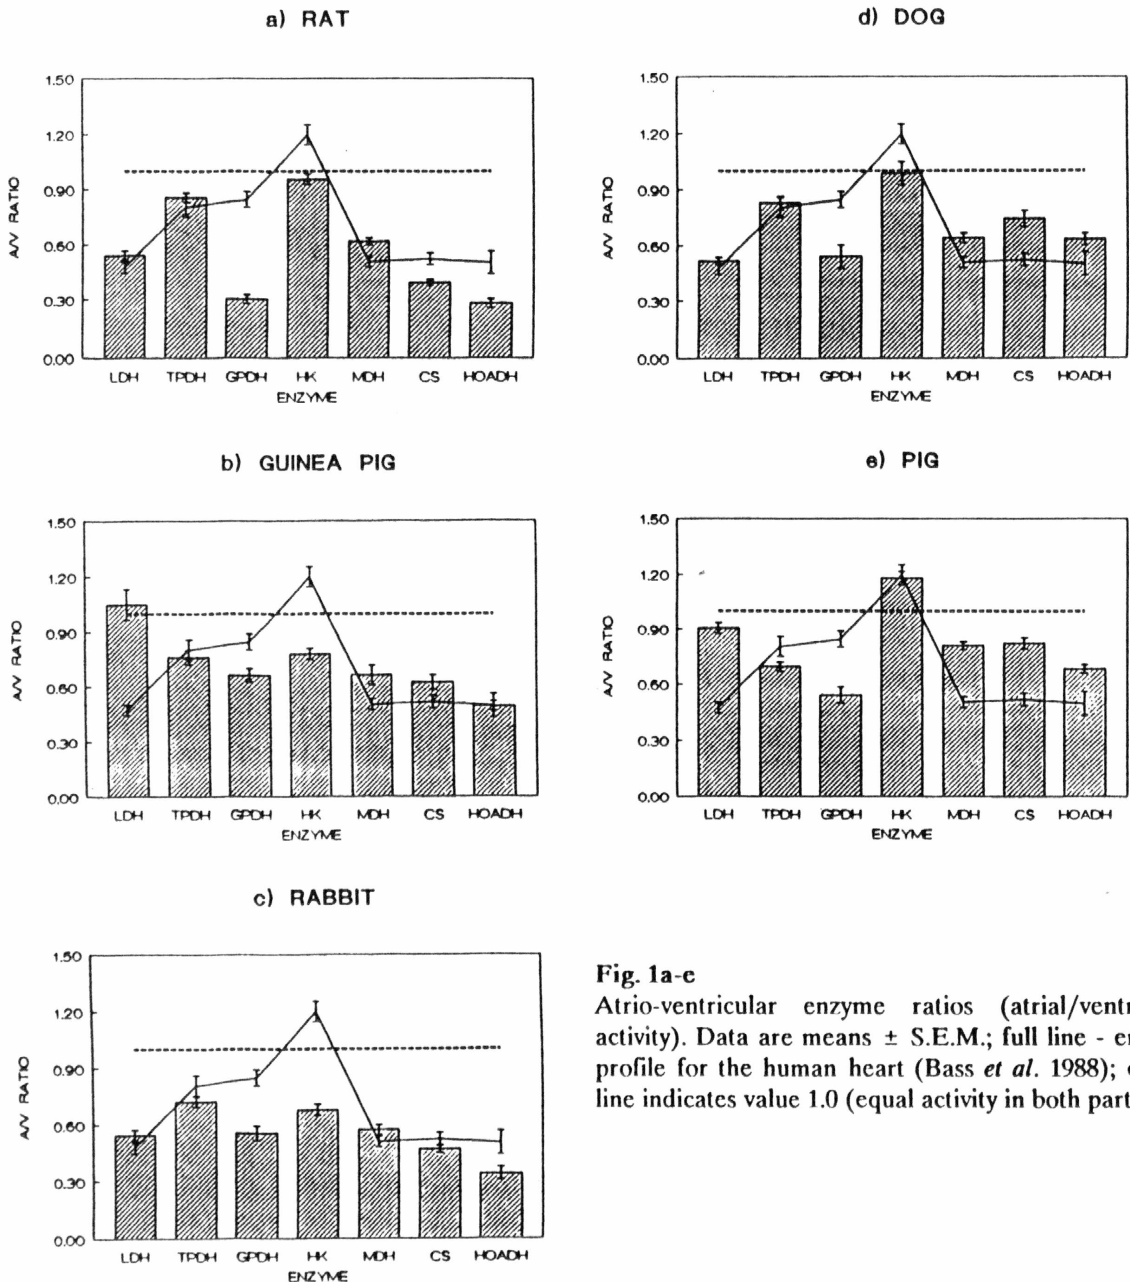 a) RAT
1.50
1.20
0.90
0.60
0.30
0.00
A/V RATIO
LDH TPDH GPDH HK MDH CS HOADH
ENZYME
d) DOG
1.50
1.20
0.90
0.60
0.30
0.00
A/V RATIO
LDH TPDH GPDH HK MDH CS HOADH
ENZYME
b) GUINEA PIG
1.50
1.20
0.90
0.60
0.30
0.00
A/V RATIO
LDH TPDH GPDH HK MDH CS HOADH
ENZYME
e) PIG
1.50
1.20
0.90
0.60
0.30
0.00
A/V RATIO
LDH TPDH GPDH HK MDH CS HOADH
ENZYME
c) RABBIT
1.50
1.20
0.90
0.60
0.30
0.00
A/V RATIO
LDH TPDH GPDH HK MDH CS HOADH
ENZYME
Fig. 1a-e
Atrio-ventricular enzyme ratios (atrial/ventr
activity). Data are means ± S.E.M.; full line - e
profile for the human heart (Bass et al. 1988);
line indicates value 1.0 (equal activity in both part